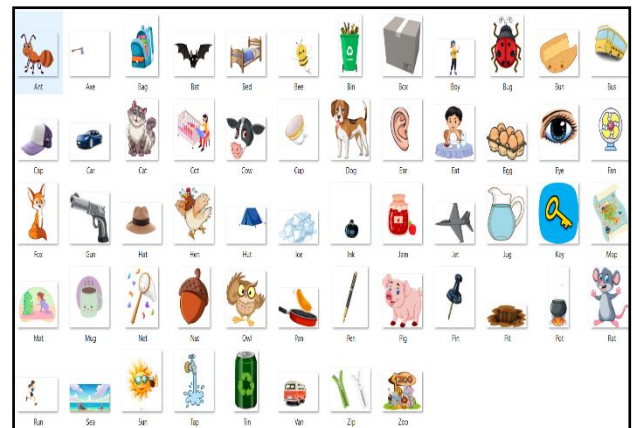 Ant Axe Bag Bat Bed Bee Bin Box Boy Bug Bun Bus
Cap Car Cat Cot Cow Cup Dog Ear Eat Egg Eye Fan
Fox Gun Hat Hen Hut Ice Ink Jam Jet Jug Key Map
Mat Mug Net Nut Owl Pan Pen Pig Pin Pit Pot Rat
Run Sea Sun Tap Tin Van Zip Zoo